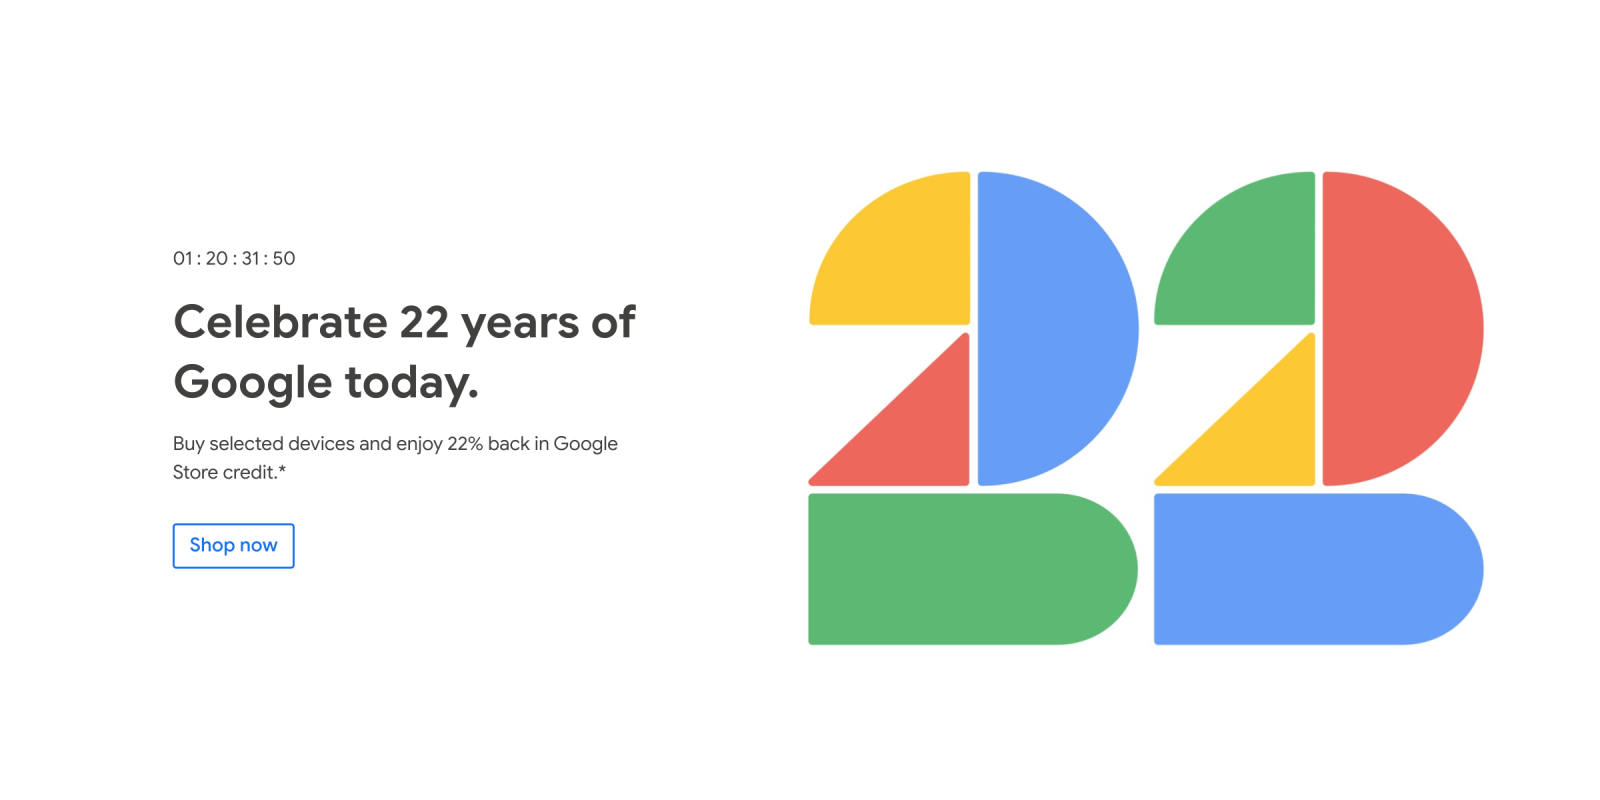 01 : 20 : 31 : 50
Celebrate 22 years of
Google today.
Buy selected devices and enjoy 22% back in Google
Store credit.*
Shop now
22